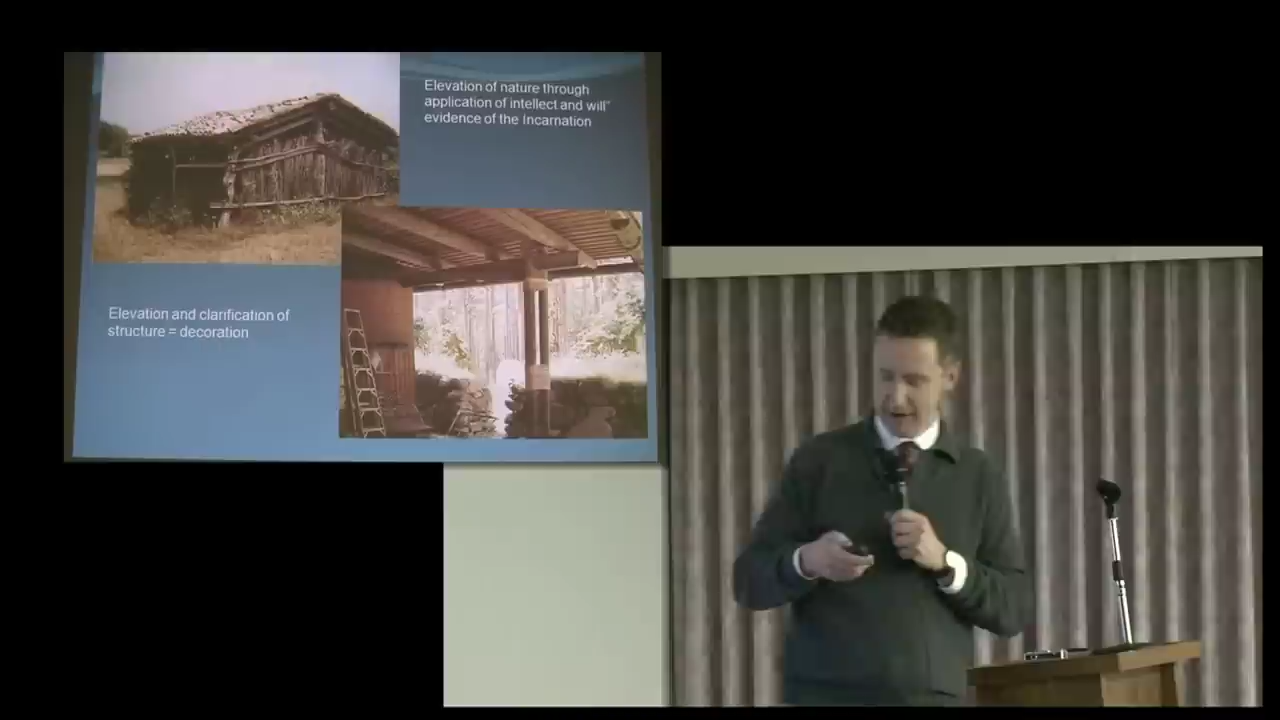 Elevation of nature through
application of intellect and will”
evidence of the Incarnation
Elevation and clarification of
structure = decoration